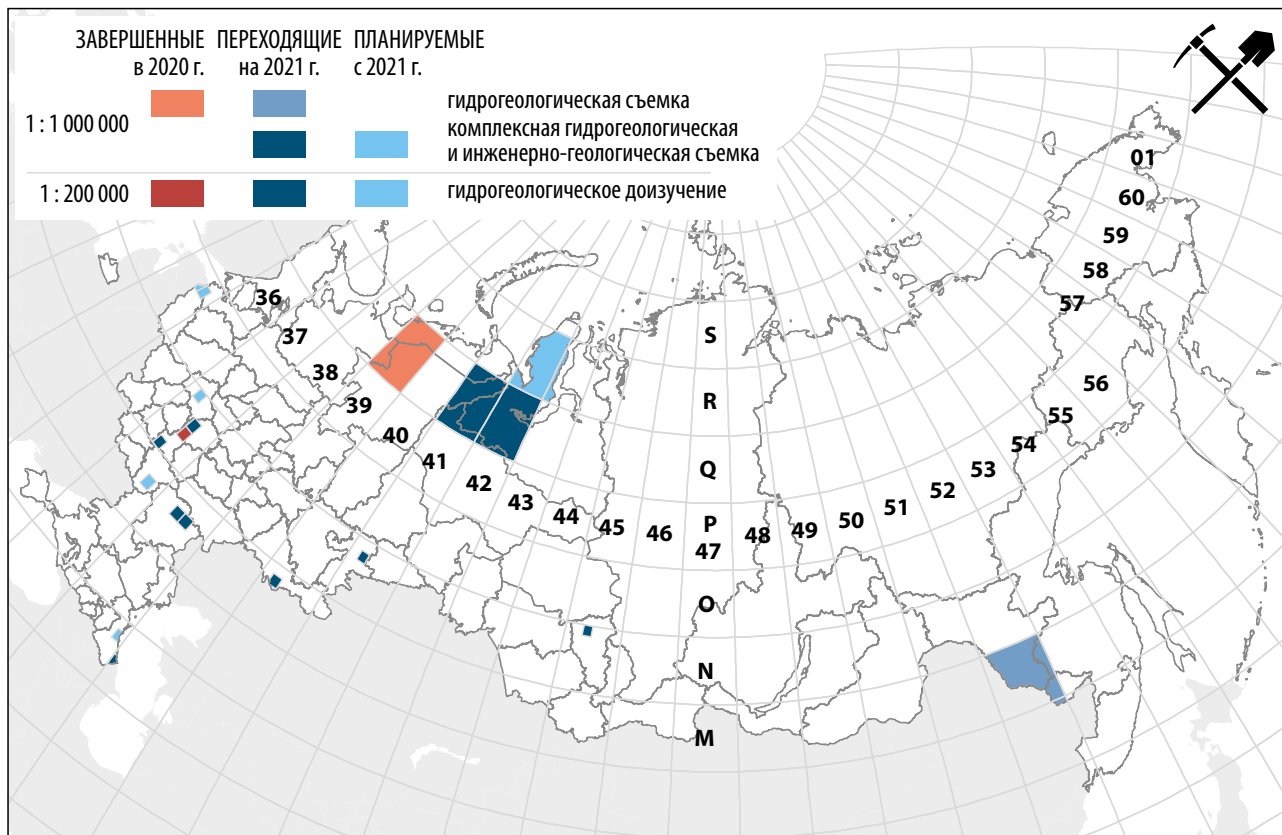 ЗАВЕРШЕННЫЕ ПЕРЕХОДЯЩИЕ ПЛАНИРУЕМЫЕ
в 2020 г. на 2021 г. с 2021 г.
1 : 1 000 000
гидрогеологическая съемка
комплексная гидрогеологическая
и инженерно-геологическая съемка
1 : 200 000 гидрогеологическое доизучение
01
60
59
58
57
56
55
54
53
52
51
50
49
48
47
46
45
44
43
42
41
40
39
38
37
36
S
R
Q
P
O
N
M